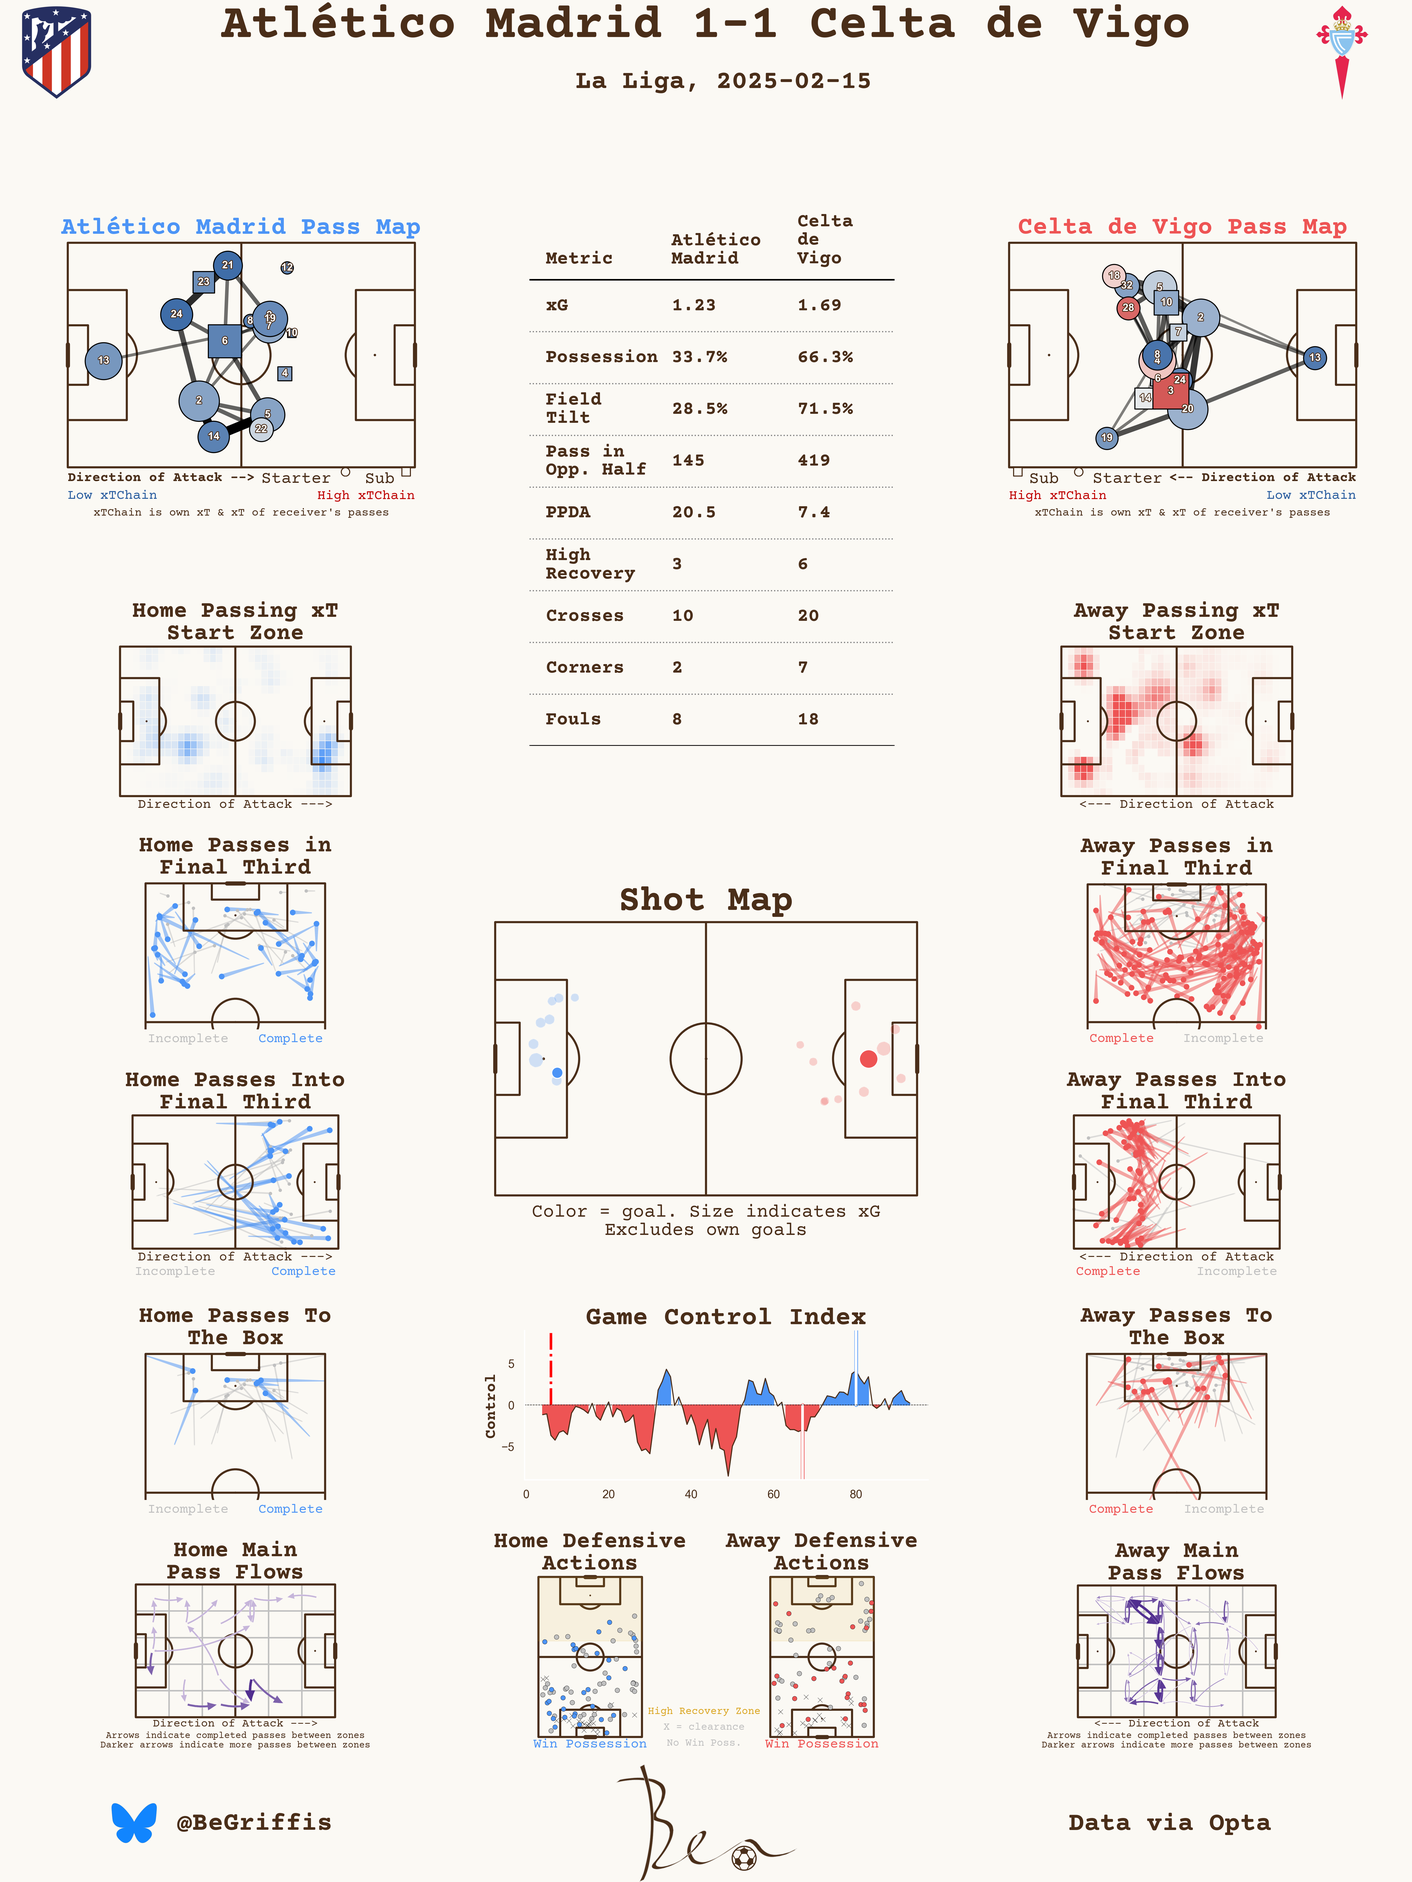 Atlético Madrid 1-1 Celta de Vigo
La Liga, 2025-02-15
Atlético Madrid Pass Map
21
12
23
24
8
19
7
10
6
13
4
2
5
22
14
Direction of Attack --> Starter Sub
Low xTChain High xTChain
xTChain is own xT & xT of receiver's passes
Metric Atlético Madrid Celta de Vigo
xG 1.23 1.69
Possession 33.7% 66.3%
Field Tilt 28.5% 71.5%
Pass in Opp. Half 145 419
PPDA 20.5 7.4
High Recovery 3 6
Crosses 10 20
Corners 2 7
Fouls 8 18
Celta de Vigo Pass Map
18
32
5
10
28
2
7
8
4
13
6
24
3
14
20
19
Sub Starter <-- Direction of Attack
High xTChain Low xTChain
xTChain is own xT & xT of receiver's passes
Home Passing xT
Start Zone
Direction of Attack --->
Away Passing xT
Start Zone
<--- Direction of Attack
Home Passes in
Final Third
Incomplete Complete
Away Passes in
Final Third
Complete Incomplete
Shot Map
Color = goal. Size indicates xG
Excludes own goals
Home Passes Into
Final Third
Direction of Attack --->
Incomplete Complete
Away Passes Into
Final Third
<--- Direction of Attack
Complete Incomplete
Home Passes To
The Box
Incomplete Complete
Game Control Index
Control
5
0
−5
0 20 40 60 80
Away Passes To
The Box
Complete Incomplete
Home Main
Pass Flows
Direction of Attack --->
Arrows indicate completed passes between zones
Darker arrows indicate more passes between zones
Home Defensive
Actions
Win Possession
Away Defensive
Actions
Win Possession
High Recovery Zone
X = clearance
No Win Poss.
Away Main
Pass Flows
<--- Direction of Attack
Arrows indicate completed passes between zones
Darker arrows indicate more passes between zones
@BeGriffis
Ben
Data via Opta